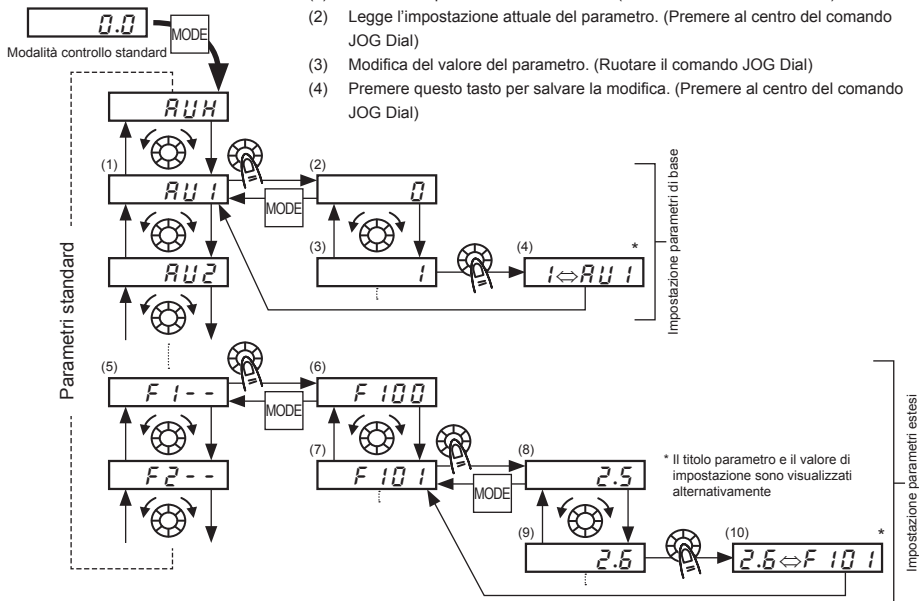 0.0
MODE
Modalità controllo standard
(2) Legge l'impostazione attuale del parametro. (Premere al centro del comando
JOG Dial)
(3) Modifica del valore del parametro. (Ruotare il comando JOG Dial)
(4) Premere questo tasto per salvare la modifica. (Premere al centro del comando
JOG Dial)
Parametri standard
AUH
(1)
AU1
AU2
(2)
0
MODE
(3)
1
(4)
*
1⇔AU1
Impostazione parametri di base
(5)
F1--
F2--
(6)
F100
MODE
(7)
F101
(8)
2.5
MODE
(9)
2.6
(10)
*
2.6⇔F101
* Il titolo parametro e il valore di
impostazione sono visualizzati
alternativamente
Impostazione parametri estesi